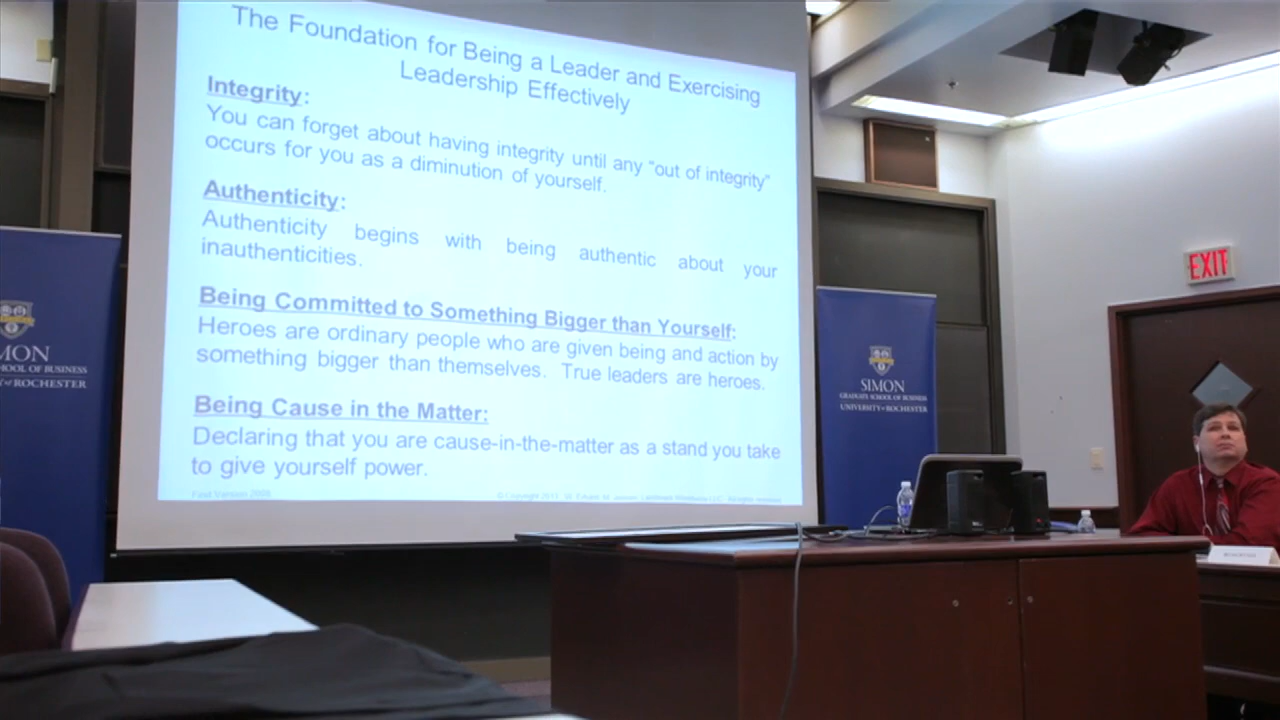 The Foundation for Being a Leader and Exercising
Leadership Effectively
Integrity:
You can forget about having integrity until any "out of integrity"
occurs for you as a diminution of yourself.
Authenticity:
Authenticity begins with being authentic about your
inauthenticities.
Being Committed to Something Bigger than Yourself:
Heroes are ordinary people who are given being and action by
something bigger than themselves. True leaders are heroes.
Being Cause in the Matter:
Declaring that you are cause-in-the-matter as a stand you take
to give yourself power.
© Copyright
MON
HOOL OF BUSINESS
OF ROCHESTER
SIMON
GRADUATE SCHOOL OF BUSINESS
UNIVERSITY of ROCHESTER
EXIT